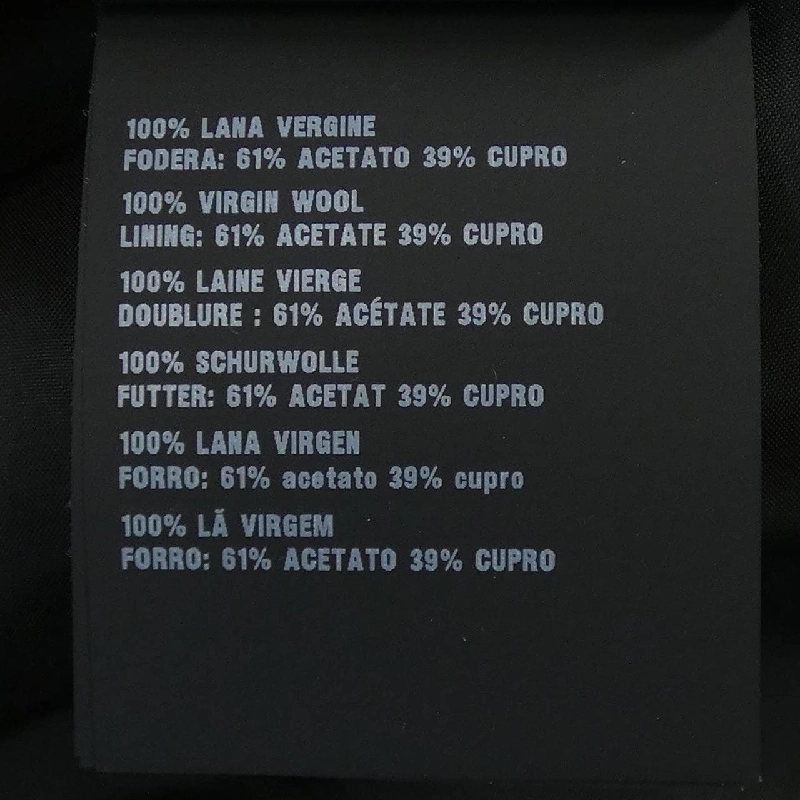 100% LANA VERGINE
FODERA: 61% ACETATO 39% CUPRO
100% VIRGIN WOOL
LINING: 61% ACETATE 39% CUPRO
100% LAINE VIERGE
DOUBLURE : 61% ACÉTATE 39% CUPRO
100% SCHURWOLLE
FUTTER: 61% ACETAT 39% CUPRO
100% LANA VIRGEN
FORRO: 61% acetato 39% cupro
100% LÃ VIRGEM
FORRO: 61% ACETATO 39% CUPRO